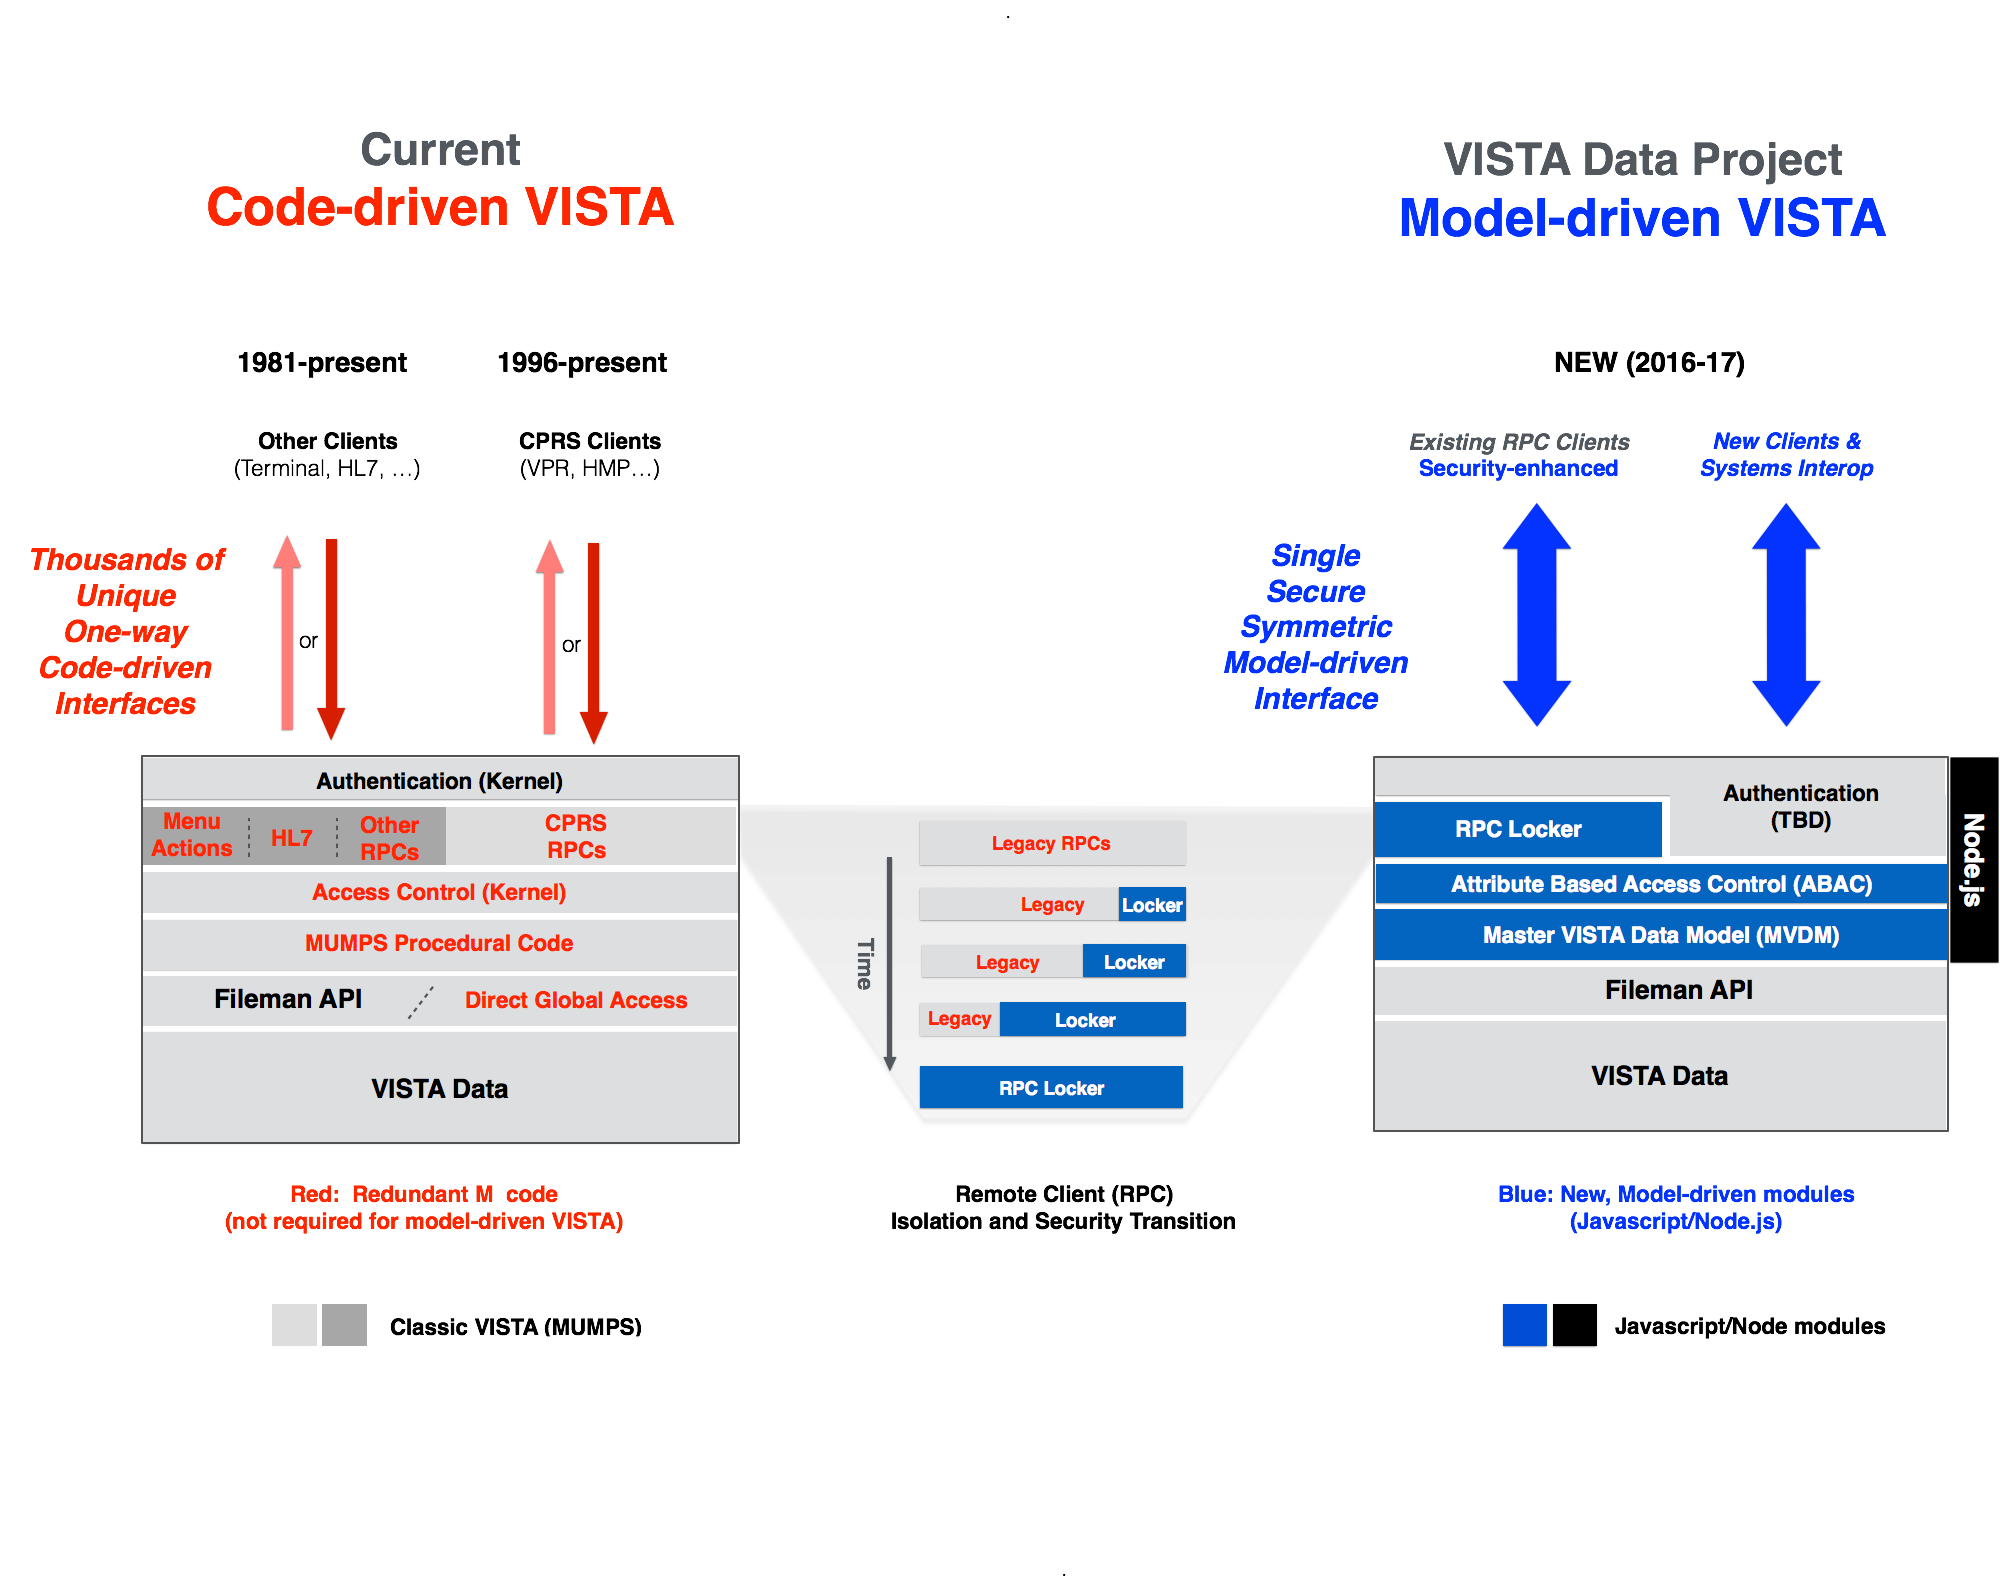 Current
Code-driven VISTA
VISTA Data Project
Model-driven VISTA
1981-present
1996-present
NEW (2016-17)
Other Clients
(Terminal, HL7, ...)
CPRS Clients
(VPR, HMP...)
Existing RPC Clients
Security-enhanced
New Clients &
Systems Interop
Thousands of
Unique
One-way
Code-driven
Interfaces
or
or
Single
Secure
Symmetric
Model-driven
Interface
Authentication (Kernel)
Menu
Actions
HL7
Other
RPCs
CPRS
RPCs
Access Control (Kernel)
MUMPS Procedural Code
Fileman API
Direct Global Access
VISTA Data
Time
Legacy RPCs
Legacy
Locker
Legacy
Locker
Legacy
Locker
RPC Locker
Authentication
(TBD)
RPC Locker
Attribute Based Access Control (ABAC)
Master VISTA Data Model (MVDM)
Fileman API
VISTA Data
Node.js
Red:  Redundant M  code
(not required for model-driven VISTA)
Remote Client (RPC)
Isolation and Security Transition
Blue: New, Model-driven modules
(Javascript/Node.js)
Classic VISTA (MUMPS)
Javascript/Node modules